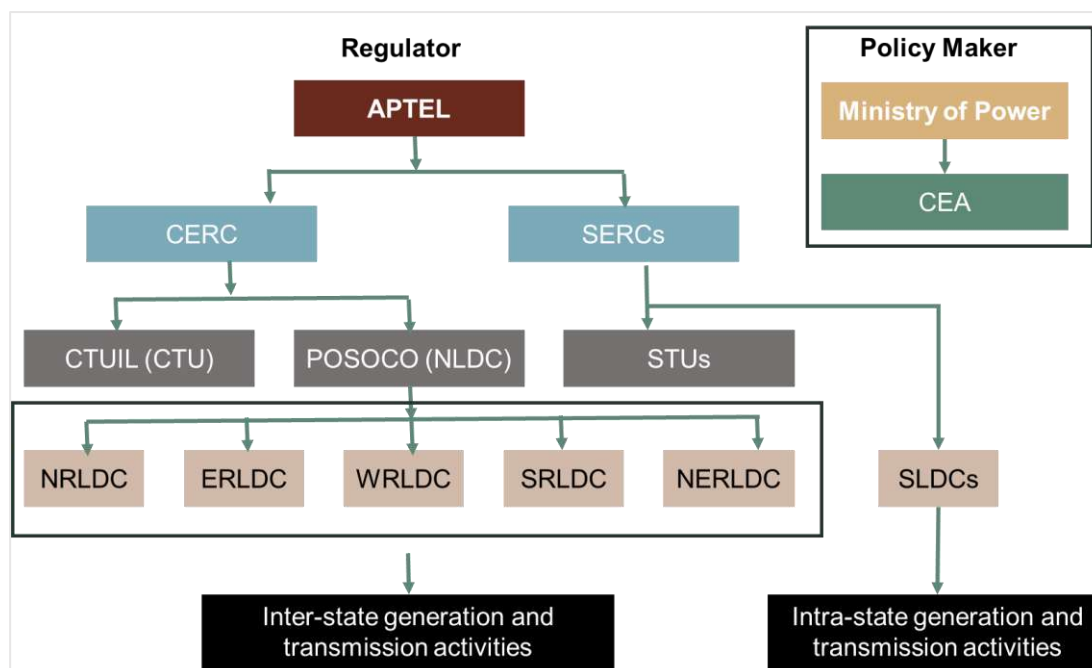 Regulator
Policy Maker
APTEL
Ministry of Power
CEA
CERC
SERCs
CTUIL (CTU)
POSOCO (NLDC)
STUs
NRLDC
ERLDC
WRLDC
SRLDC
NERLDC
SLDCs
Inter-state generation and
transmission activities
Intra-state generation and
transmission activities